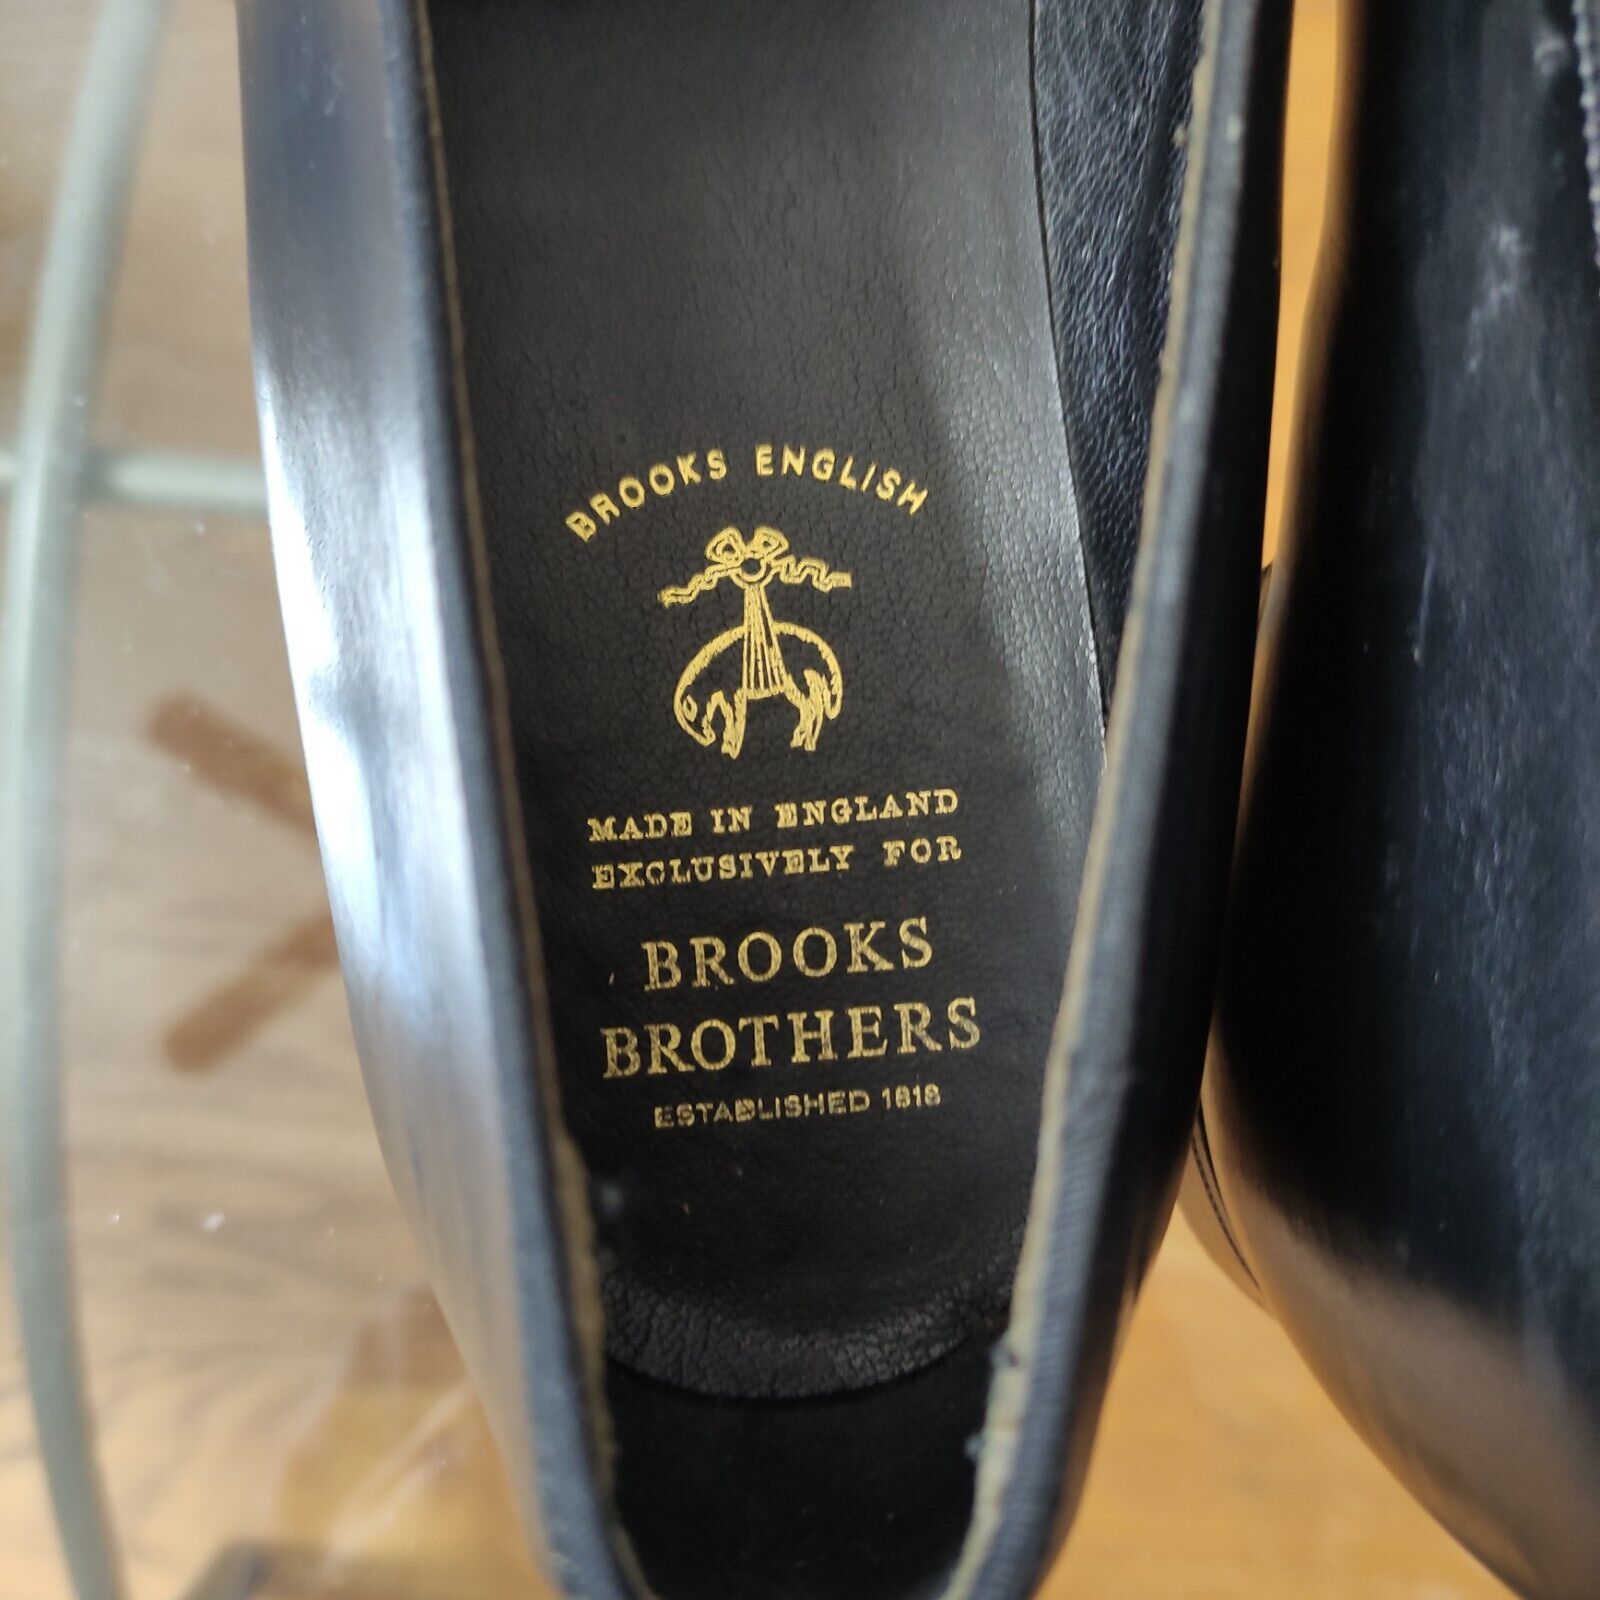 BROOKS ENGLISH
MADE IN ENGLAND
EXCLUSIVELY FOR
BROOKS
BROTHERS
ESTABLISHED 1818